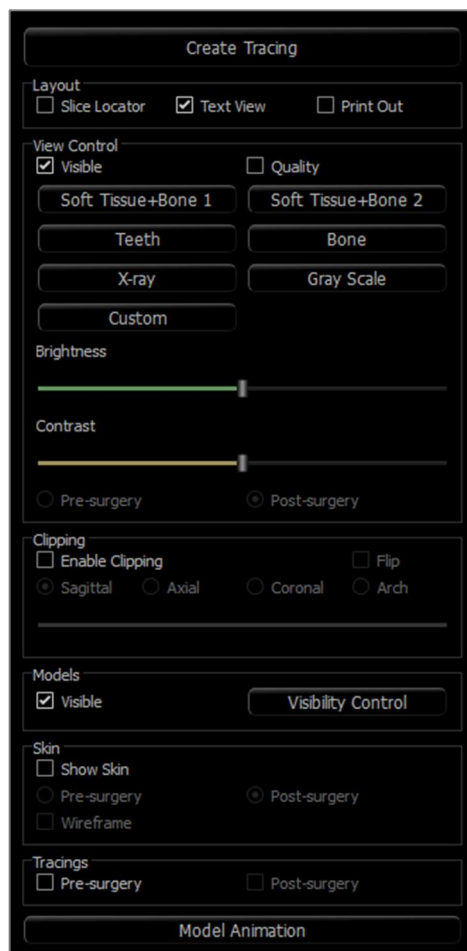 Create Tracing
Layout
Slice Locator Text View Print Out
View Control
Visible Quality
Soft Tissue+Bone 1 Soft Tissue+Bone 2
Teeth Bone
X-ray Gray Scale
Custom
Brightness
Contrast
Pre-surgery Post-surgery
Clipping
Enable Clipping Flip
Sagittal Axial Coronal Arch
Models
Visible Visibility Control
Skin
Show Skin
Pre-surgery Post-surgery
Wireframe
Tracings
Pre-surgery Post-surgery
Model Animation